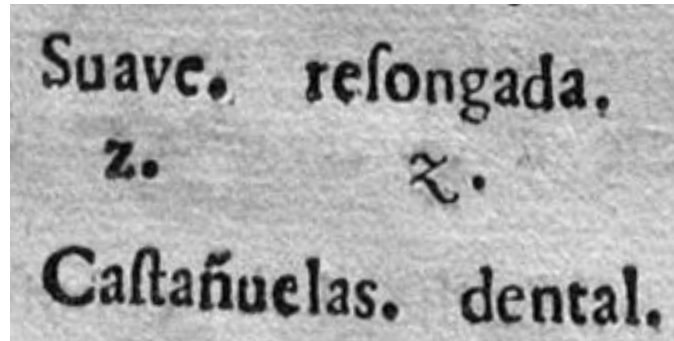 Suave. reſongada.
z. ꝣ.
Caſtañuelas. dental.